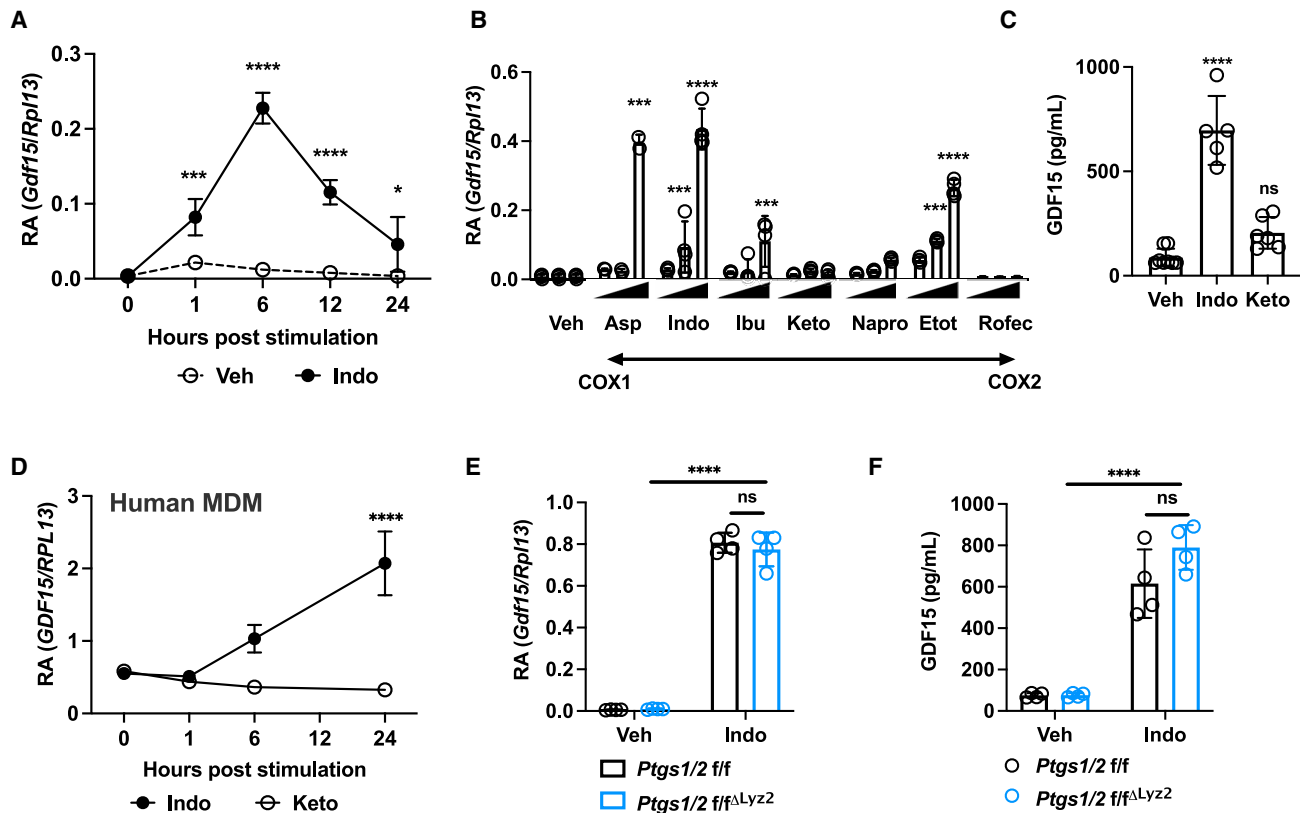 A
RA (Gdf15/Rpl13)
0.3
0.2
0.1
0.0
***
****
****
*
0
1
6
12
24
Hours post stimulation
Veh
Indo
B
RA (Gdf15/Rpl13)
0.6
0.4
0.2
0.0
***
***
****
***
***
****
Veh
Asp
Indo
Ibu
Keto
Napro
Etot
Rofec
COX1
COX2
C
GDF15 (pg/mL)
1000
500
0
****
ns
Veh
Indo
Keto
D
Human MDM
RA (GDF15/RPL13)
3
2
1
0
****
0
1
6
12
24
Hours post stimulation
Indo
Keto
E
RA (Gdf15/Rpl13)
1.0
0.8
0.6
0.4
0.2
0.0
****
ns
Veh
Indo
Ptgs1/2 f/f
Ptgs1/2 f/fΔLyz2
F
GDF15 (pg/mL)
1000
800
600
400
200
0
****
ns
Veh
Indo
Ptgs1/2 f/f
Ptgs1/2 f/fΔLyz2